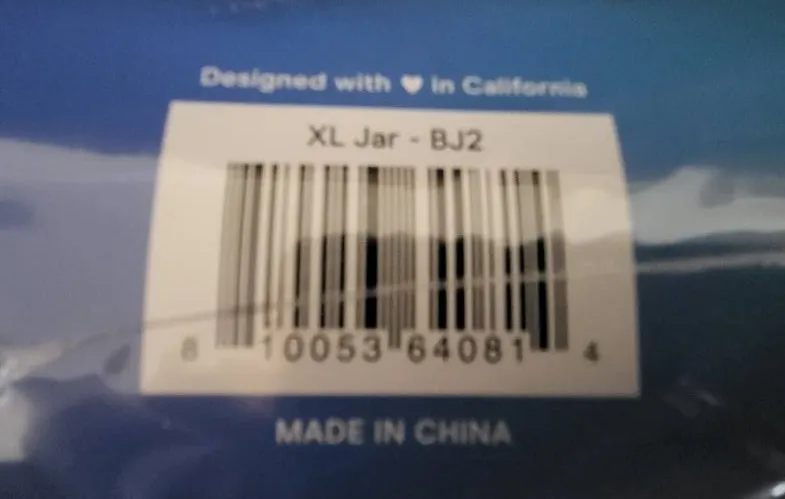 Designed with ♥ in California
XL Jar - BJ2
8 10053 64081 4
MADE IN CHINA